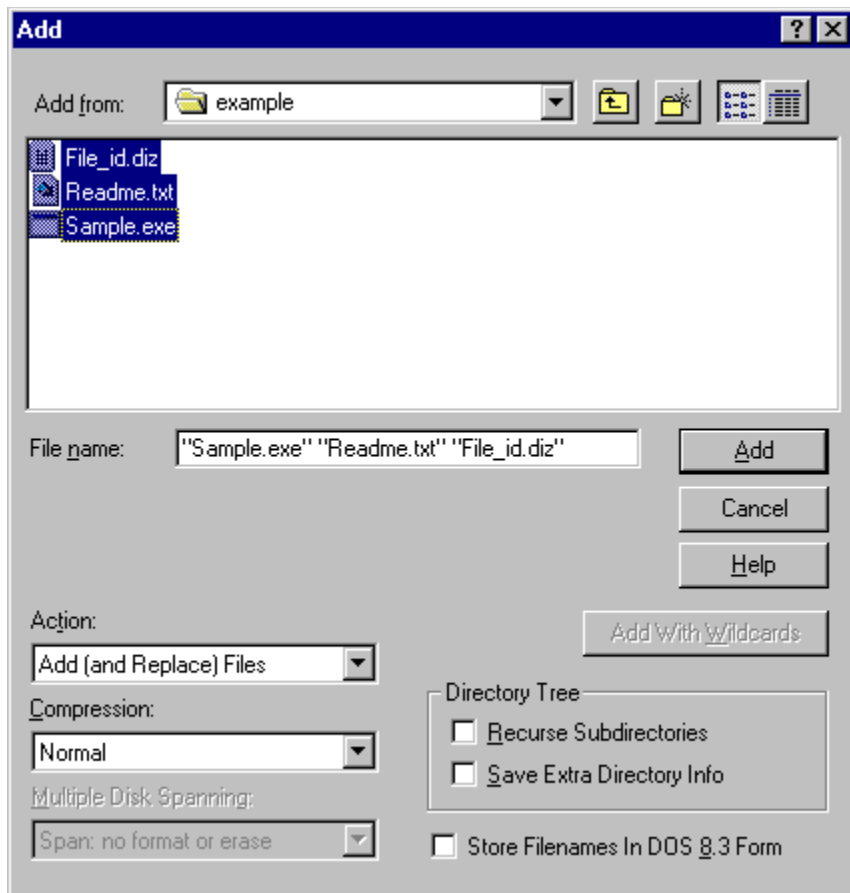 Add
Add from:
example
File_id.diz
Readme.txt
Sample.exe
File name:
"Sample.exe" "Readme.txt" "File_id.diz"
Add
Cancel
Help
Action:
Add With Wildcards
Add (and Replace) Files
Directory Tree
Compression:
Recurse Subdirectories
Normal
Save Extra Directory Info
Multiple Disk Spanning:
Span: no format or erase
Store Filenames In DOS 8.3 Form